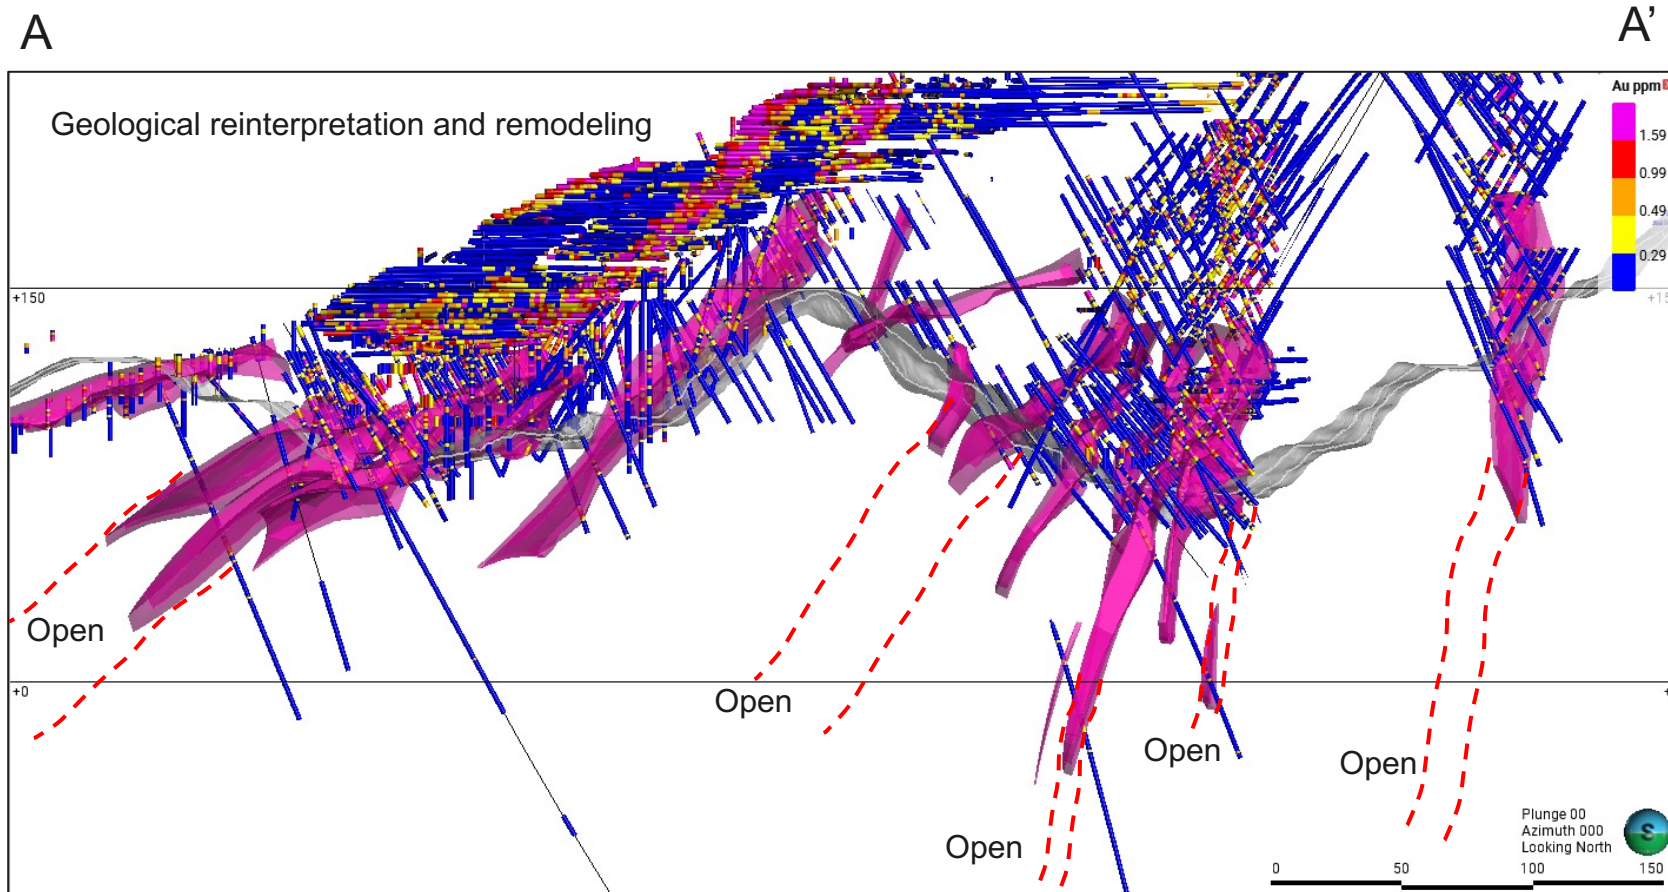 A
A’
Geological reinterpretation and remodeling
Au ppm
1.59
0.99
0.49
0.29
+150
+15
+0
+
Open
Open
Open
Open
Open
Plunge 00
Azimuth 000
Looking North
S
0 50 100 150